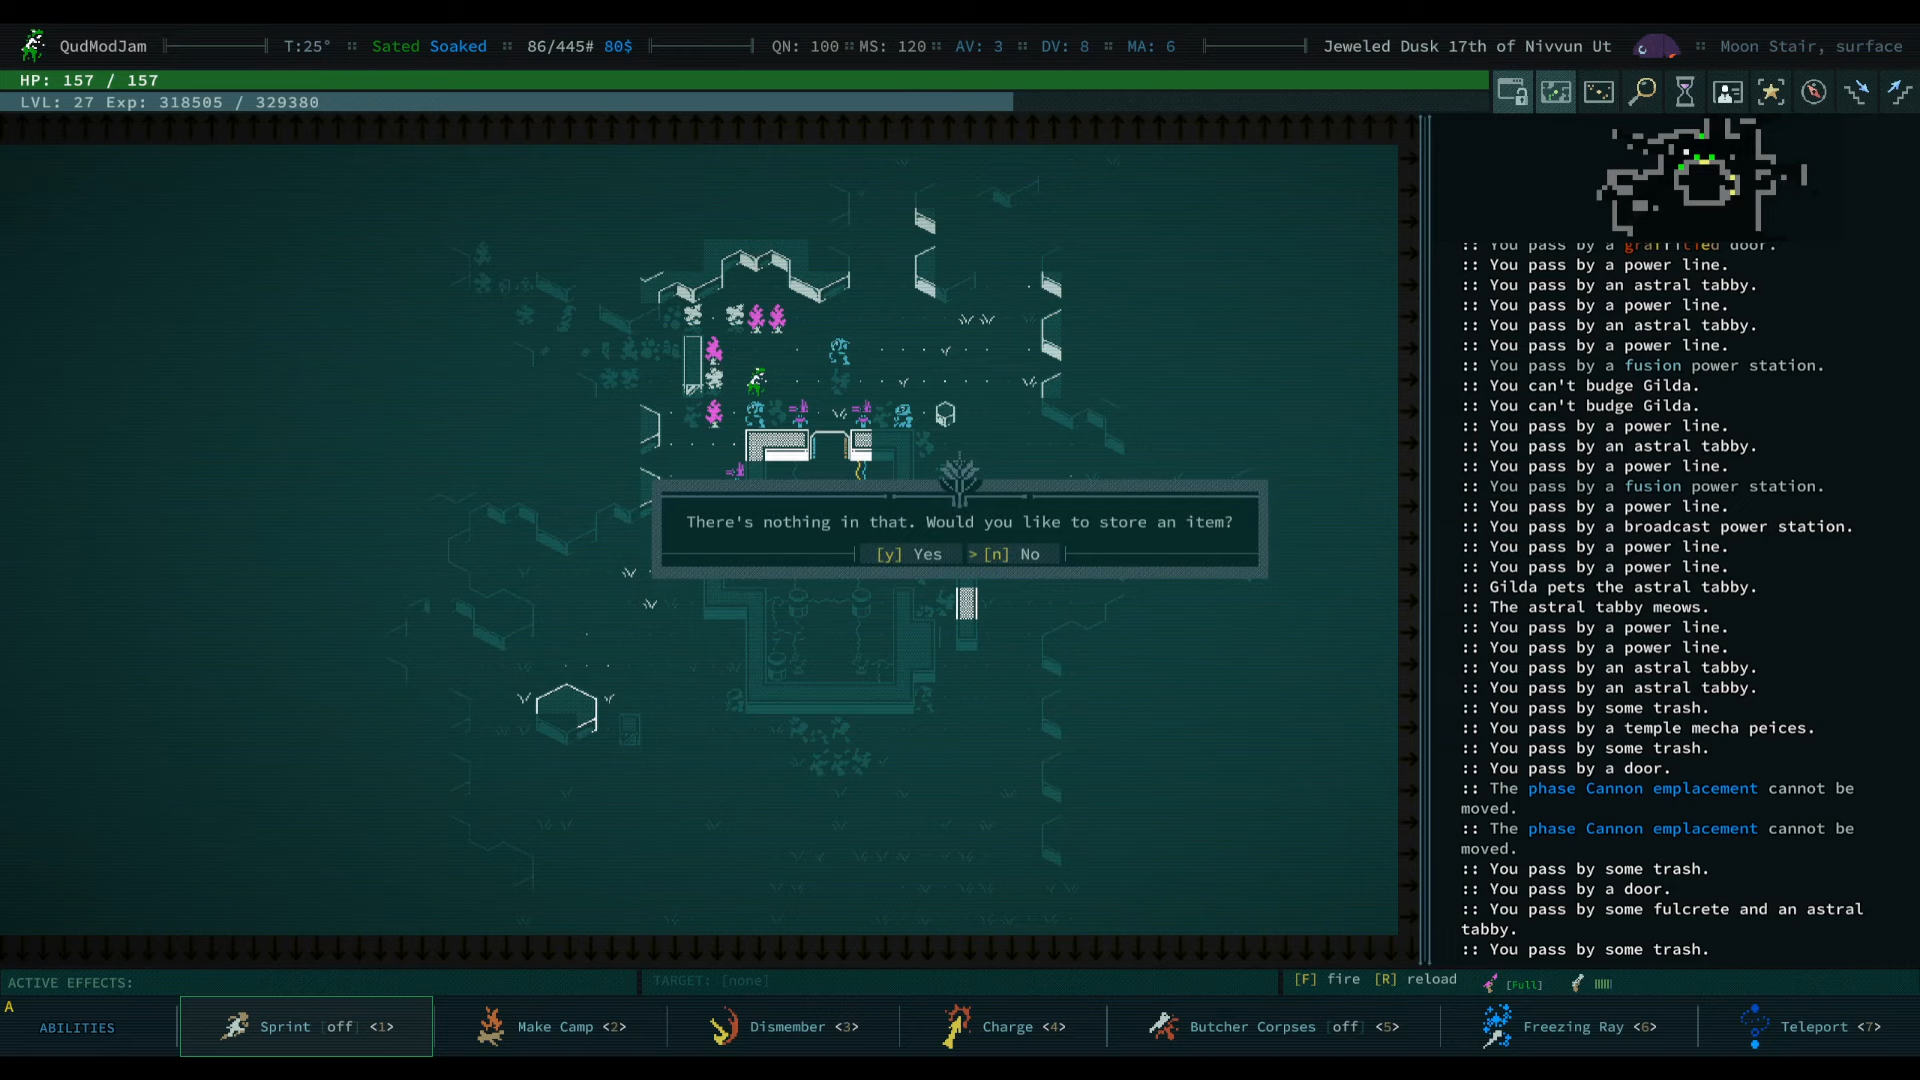 QudModJam T:25° :: Sated Soaked :: 86/445# 80$ QN: 100 :: MS: 120 :: AV: 3 :: DV: 8 :: MA: 6 Jeweled Dusk 17th of Nivvun Ut :: Moon Stair, surface
HP: 157 / 157
LVL: 27 Exp: 318505 / 329380
:: You pass by a graffitied door.
:: You pass by a power line.
:: You pass by an astral tabby.
:: You pass by a power line.
:: You pass by an astral tabby.
:: You pass by a power line.
:: You pass by a fusion power station.
:: You can't budge Gilda.
:: You can't budge Gilda.
:: You pass by a power line.
:: You pass by an astral tabby.
:: You pass by a power line.
:: You pass by a fusion power station.
:: You pass by a power line.
:: You pass by a broadcast power station.
:: You pass by a power line.
:: You pass by a power line.
:: Gilda pets the astral tabby.
:: The astral tabby meows.
:: You pass by a power line.
:: You pass by a power line.
:: You pass by an astral tabby.
:: You pass by an astral tabby.
:: You pass by some trash.
:: You pass by a temple mecha peices.
:: You pass by some trash.
:: You pass by a door.
:: The phase Cannon emplacement cannot be
moved.
:: The phase Cannon emplacement cannot be
moved.
:: You pass by some trash.
:: You pass by a door.
:: You pass by some fulcrete and an astral
tabby.
:: You pass by some trash.
There's nothing in that. Would you like to store an item?
[y] Yes > [n] No
ACTIVE EFFECTS: TARGET: [none] [F] fire [R] reload [Full]
A
ABILITIES Sprint [off] <1> Make Camp <2> Dismember <3> Charge <4> Butcher Corpses [off] <5> Freezing Ray <6> Teleport <7>